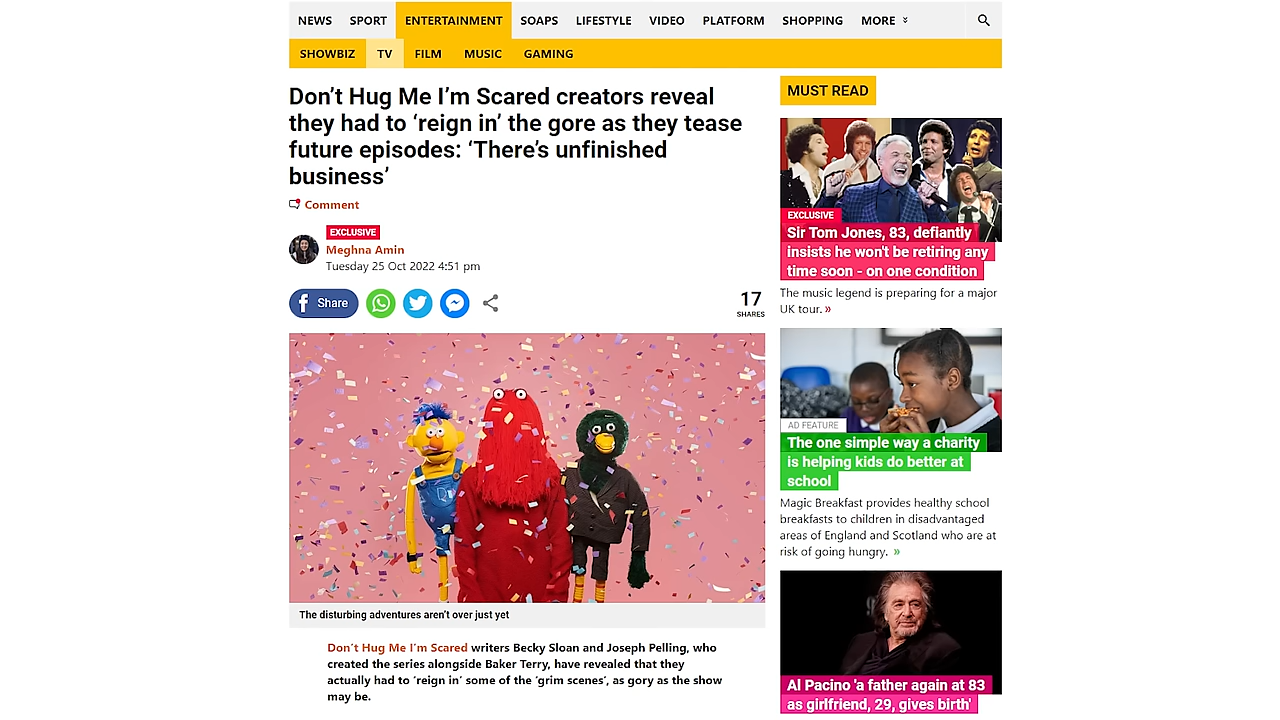 NEWS SPORT ENTERTAINMENT SOAPS LIFESTYLE VIDEO PLATFORM SHOPPING MORE
SHOWBIZ TV FILM MUSIC GAMING
Don’t Hug Me I’m Scared creators reveal
they had to ‘reign in’ the gore as they tease
future episodes: ‘There’s unfinished
business’
Comment
EXCLUSIVE
Meghna Amin
Tuesday 25 Oct 2022 4:51 pm
Share
17
SHARES
The disturbing adventures aren’t over just yet
Don’t Hug Me I’m Scared writers Becky Sloan and Joseph Pelling, who
created the series alongside Baker Terry, have revealed that they
actually had to ‘reign in’ some of the ‘grim scenes’, as gory as the show
may be.
MUST READ
EXCLUSIVE
Sir Tom Jones, 83, defiantly
insists he won't be retiring any
time soon - on one condition
The music legend is preparing for a major
UK tour. »
AD FEATURE
The one simple way a charity
is helping kids do better at
school
Magic Breakfast provides healthy school
breakfasts to children in disadvantaged
areas of England and Scotland who are at
risk of going hungry. »
Al Pacino 'a father again at 83
as girlfriend, 29, gives birth'